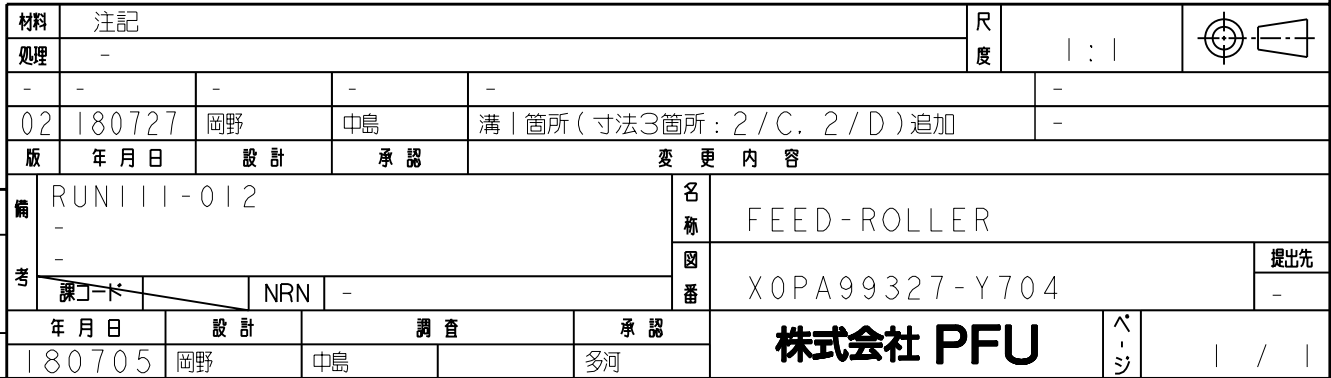 材料 注記 尺度 1:1
処理 -
- - - - - -
02 180727 岡野 中島 溝1箇所(寸法3箇所:2/C, 2/D)追加 -
版 年月日 設計 承認 変更内容
備考 RUN111-012
-
-
名称 FEED-ROLLER
課コード NRN -
図番 X0PA99327-Y704 提出先 -
年月日 設計 調査 承認
180705 岡野 中島 多河
株式会社 PFU
ページ 1 / 1